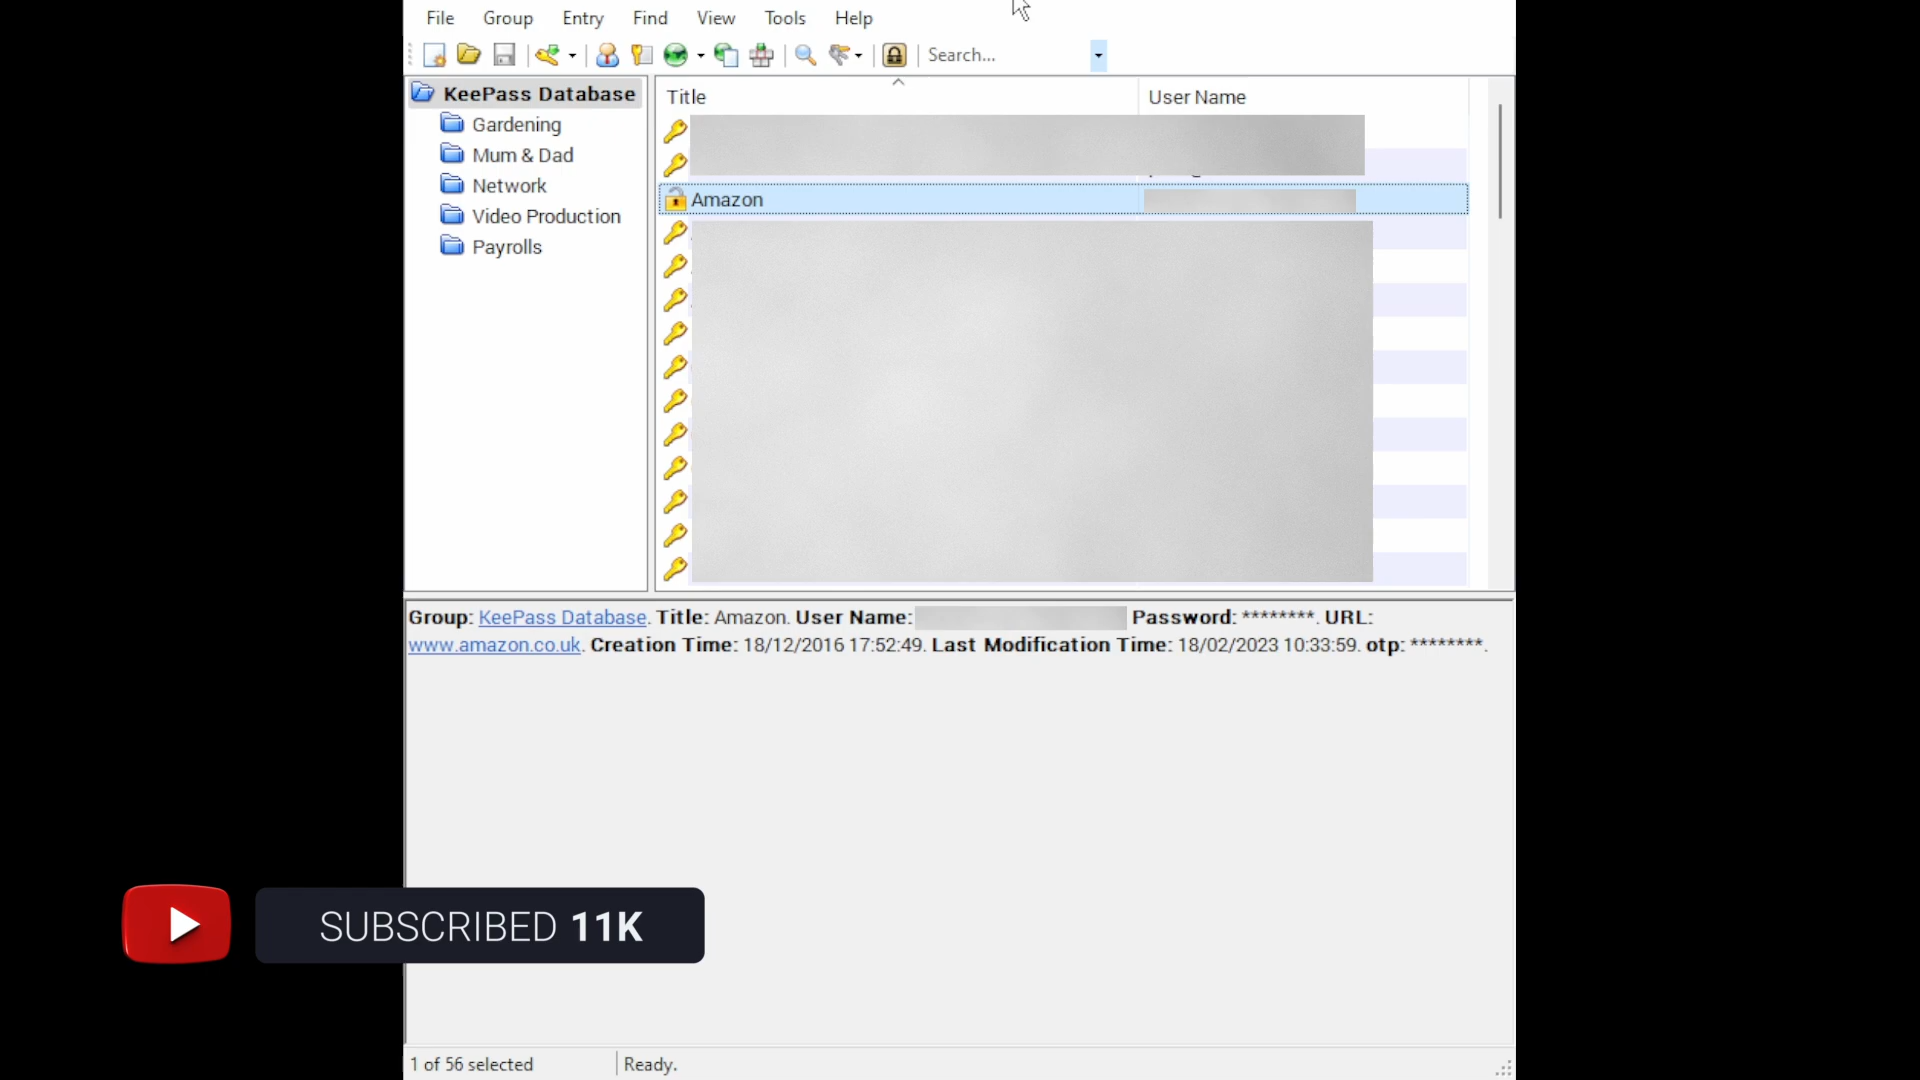 File Group Entry Find View Tools Help
Search...
KeePass Database
Gardening
Mum & Dad
Network
Video Production
Payrolls
Title User Name
Amazon
Group: KeePass Database. Title: Amazon. User Name: Password: ********. URL:
www.amazon.co.uk. Creation Time: 18/12/2016 17:52:49. Last Modification Time: 18/02/2023 10:33:59. otp: ********.
SUBSCRIBED 11K
1 of 56 selected Ready.